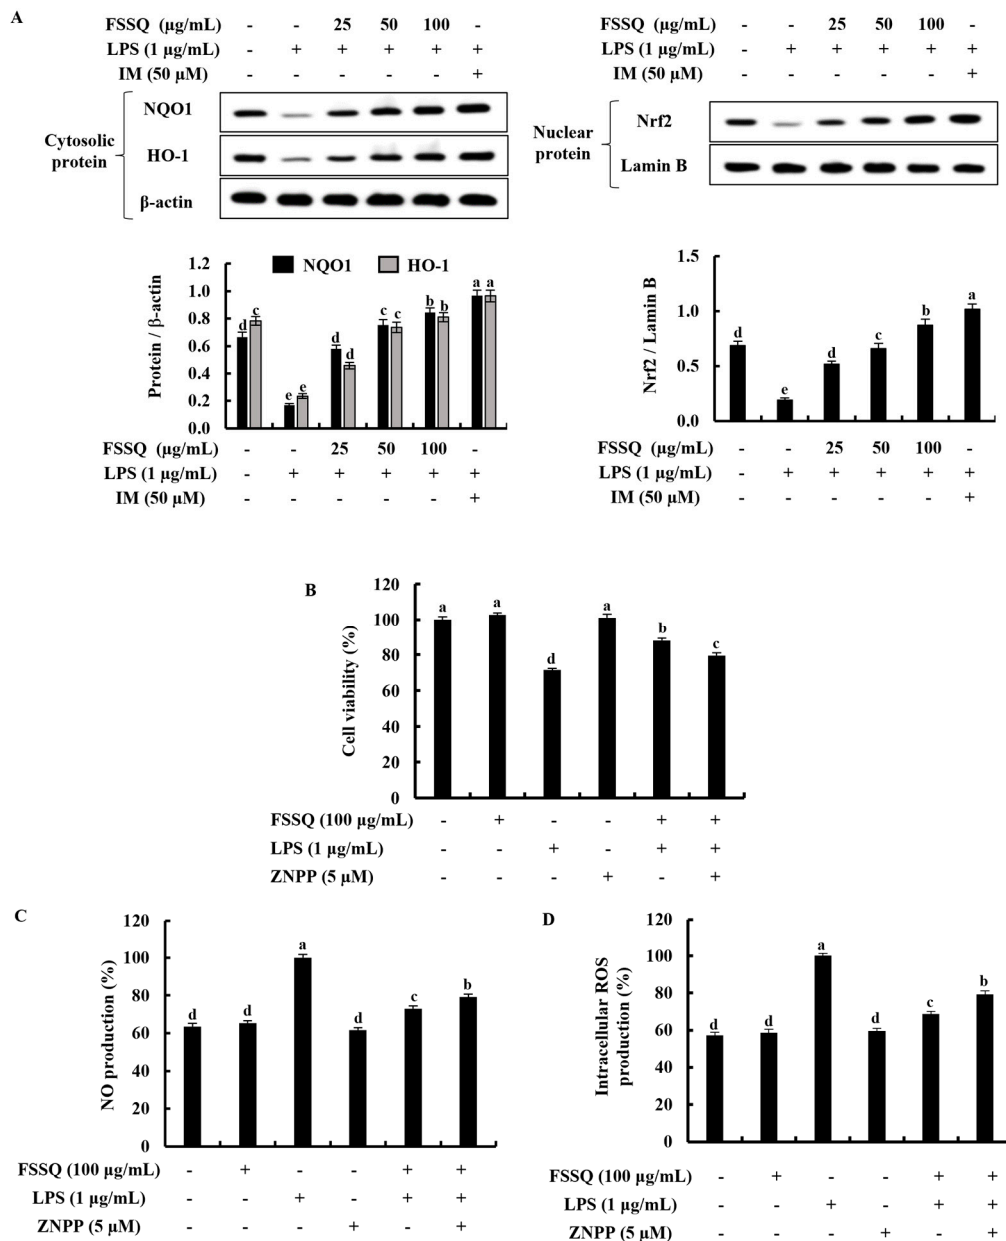 A
FSSQ (µg/mL) - - 25 50 100 -
LPS (1 µg/mL) - + + + + +
IM (50 µM) - - - - - +
Cytosolic protein
NQO1
HO-1
β-actin
FSSQ (µg/mL) - - 25 50 100 -
LPS (1 µg/mL) - + + + + +
IM (50 µM) - - - - - +
Nuclear protein
Nrf2
Lamin B
Protein / β-actin
1.2
1.0
0.8
0.6
0.4
0.2
0.0
NQO1 HO-1
d c e e d d c c b b a a
FSSQ (µg/mL) - - 25 50 100 -
LPS (1 µg/mL) - + + + + +
IM (50 µM) - - - - - +
Nrf2 / Lamin B
1.5
1.0
0.5
0.0
d e d c b a
FSSQ (µg/mL) - - 25 50 100 -
LPS (1 µg/mL) - + + + + +
IM (50 µM) - - - - - +
B
Cell viability (%)
120
100
80
60
40
20
0
a a d a b c
FSSQ (100 µg/mL) - + - - + +
LPS (1 µg/mL) - - + - + +
ZNPP (5 µM) - - - + - +
C
NO production (%)
120
100
80
60
40
20
0
d d a d c b
FSSQ (100 µg/mL) - + - - + +
LPS (1 µg/mL) - - + - + +
ZNPP (5 µM) - - - + - +
D
Intracellular ROS
production (%)
120
100
80
60
40
20
0
d d a d c b
FSSQ (100 µg/mL) - + - - + +
LPS (1 µg/mL) - - + - + +
ZNPP (5 µM) - - - + - +